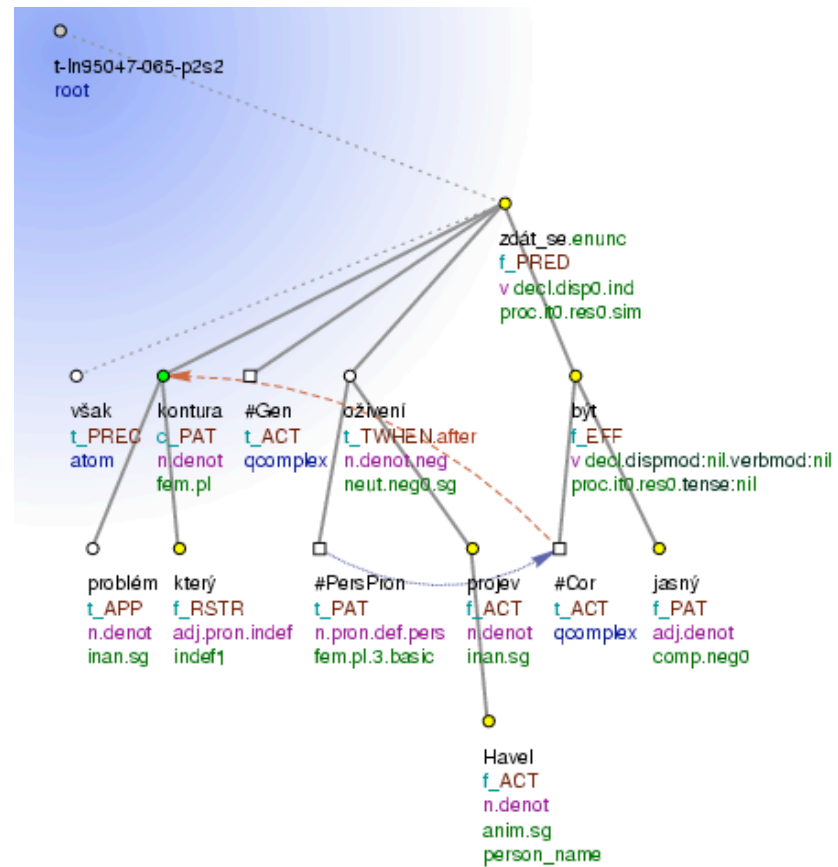 t-ln95047-065-p2s2
root
zdát_se.enunc
f_PRED
v decl.disp0.ind
proc.it0.res0.sim
však
t_PREC
atom
kontura
c_PAT
n.denot
fem.pl
#Gen
t_ACT
qcomplex
oživení
t_TWHEN.after
n.denot.neg
neut.neg0.sg
být
f_EFF
v decl.dispmod:nil.verbmod:nil
proc.it0.res0.tense:nil
problém
t_APP
n.denot
inan.sg
který
f_RSTR
adj.pron.indef
indef1
#PersPron
t_PAT
n.pron.def.pers
fem.pl.3.basic
projev
f_ACT
n.denot
inan.sg
#Cor
t_ACT
qcomplex
jasný
f_PAT
adj.denot
comp.neg0
Havel
f_ACT
n.denot
anim.sg
person_name